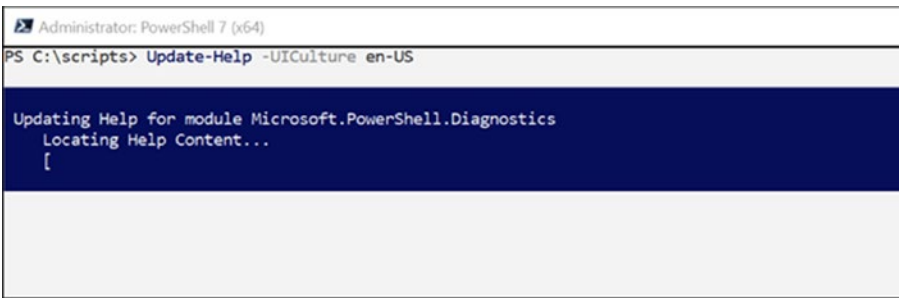 Administrator: PowerShell 7 (x64)
PS C:\scripts> Update-Help -UICulture en-US
Updating Help for module Microsoft.PowerShell.Diagnostics
Locating Help Content...
[